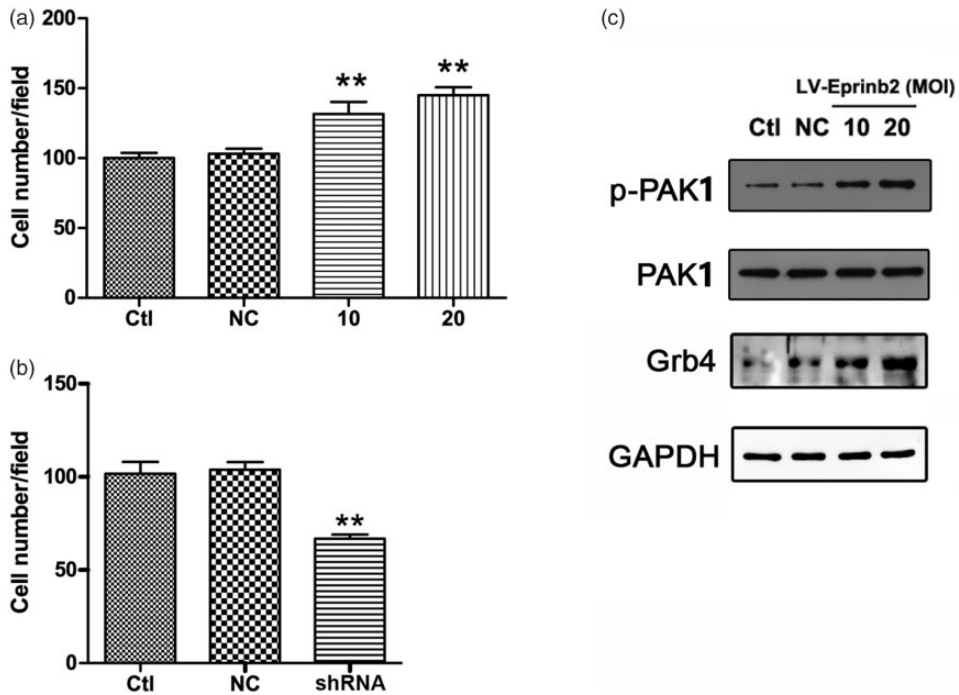 (a)
Cell number/field
200
150
100
50
0
** **
Ctl NC 10 20
(b)
Cell number/field
150
100
50
0
**
Ctl NC shRNA
(c)
LV-Eprinb2 (MOI)
Ctl NC 10 20
p-PAK1
PAK1
Grb4
GAPDH